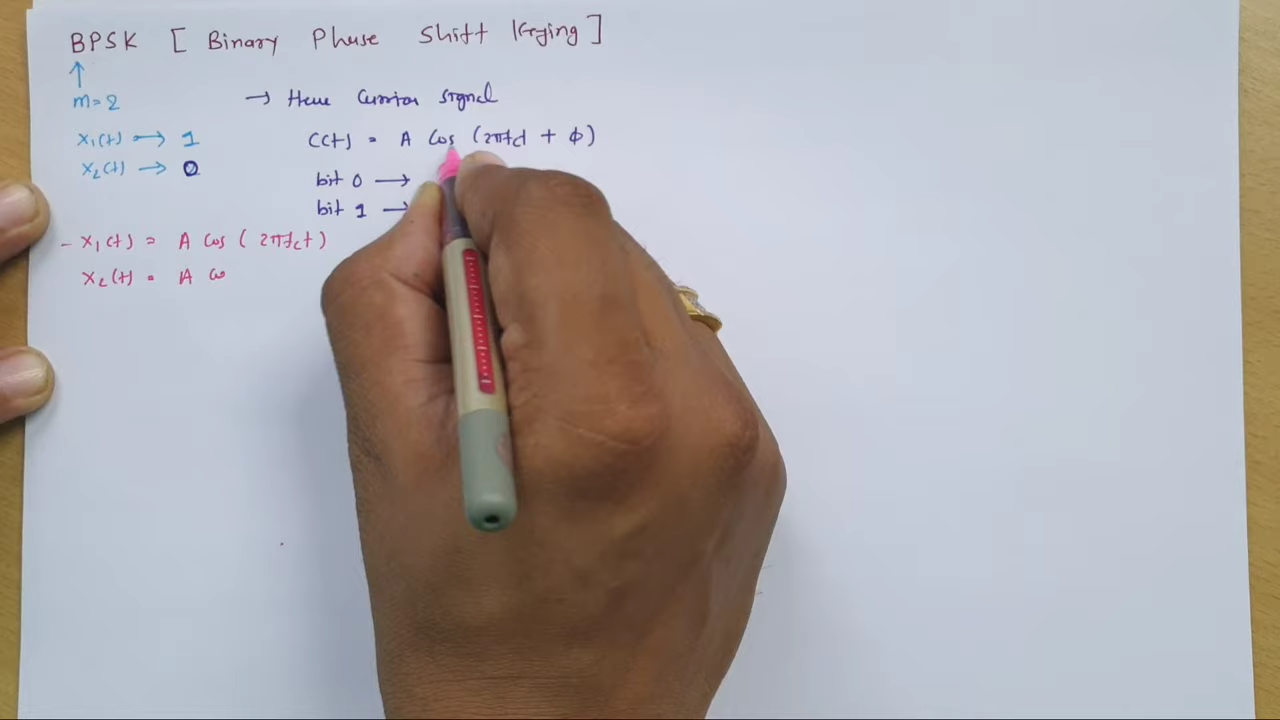 BPSK [ Binary Phase Shift Keying ]
↑
m = 2
→ Here Carrier Signal
x₁(t) → 1
C(t) = A Cos (2πfct + φ)
x₂(t) → 0
bit 0 →
bit 1 →
- x₁(t) = A Cos ( 2πfct )
x₂(t) = A Co